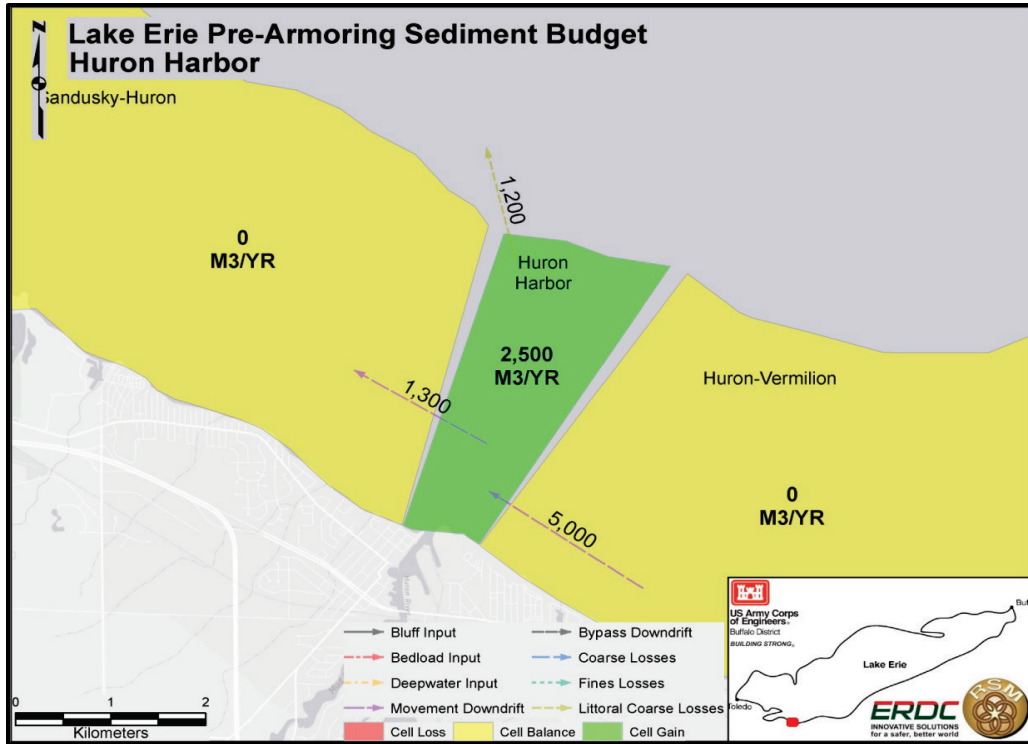 N
Lake Erie Pre-Armoring Sediment Budget
Huron Harbor
Sandusky-Huron
0
M3/YR
1,200
Huron
Harbor
2,500
M3/YR
1,300
Huron-Vermilion
0
M3/YR
5,000
Bluff Input
Bypass Downdrift
Bedload Input
Coarse Losses
Deepwater Input
Fines Losses
Movement Downdrift
Littoral Coarse Losses
Cell Loss
Cell Balance
Cell Gain
0 1 2
Kilometers
US Army Corps
of Engineers®
Buffalo District
BUILDING STRONG®
Buf
Lake Erie
Toledo
ERDC
INNOVATIVE SOLUTIONS
for a safer, better world
RSM